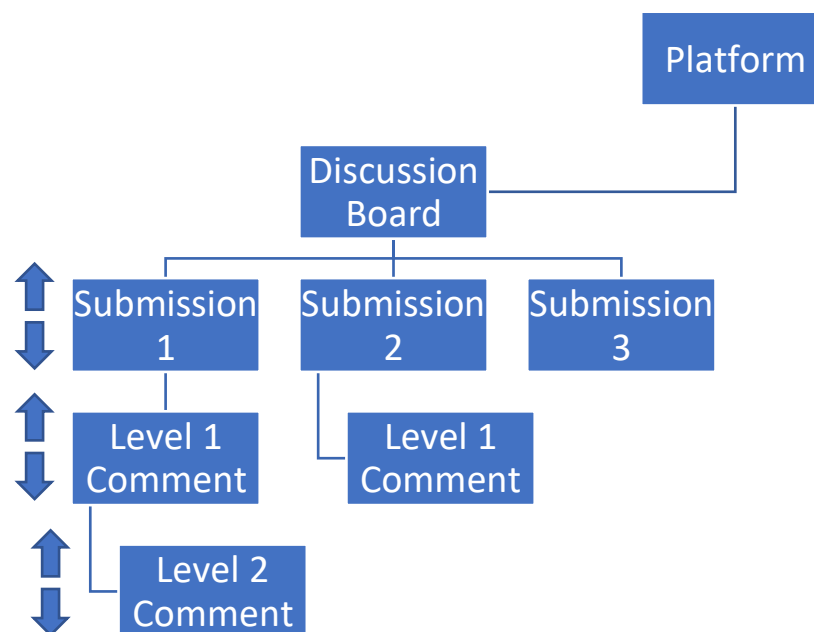 Platform
Discussion
Board
Submission
1
Submission
2
Submission
3
Level 1
Comment
Level 1
Comment
Level 2
Comment